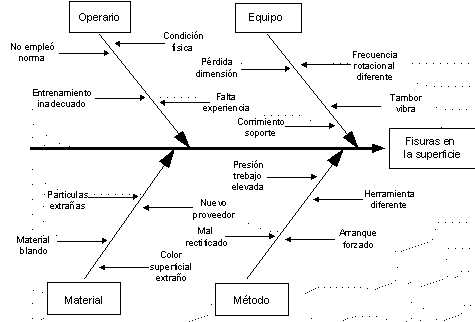 Operario
Equipo
Condición
física
No empleó
norma
Entrenamiento
inadecuado
Falta
experiencia
Pérdida
dimensión
Frecuencia
rotacional
diferente
Tambor
vibra
Corrimiento
soporte
Fisuras en
la superficie
Partículas
extrañas
Nuevo
proveedor
Material
blando
Color
superficial
extraño
Presión
trabajo
elevada
Herramienta
diferente
Mal
rectificado
Arranque
forzado
Material
Método